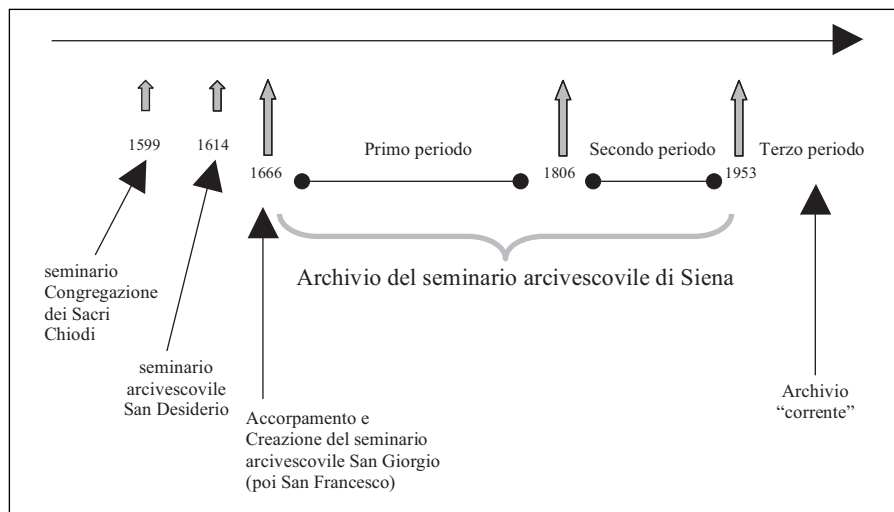 1599
1614
1666
Primo periodo
1806
Secondo periodo
1953
Terzo periodo
Archivio del seminario arcivescovile di Siena
seminario
Congregazione
dei Sacri
Chiodi
seminario
arcivescovile
San Desiderio
Accorpamento e
Creazione del seminario
arcivescovile San Giorgio
(poi San Francesco)
Archivio
“corrente”